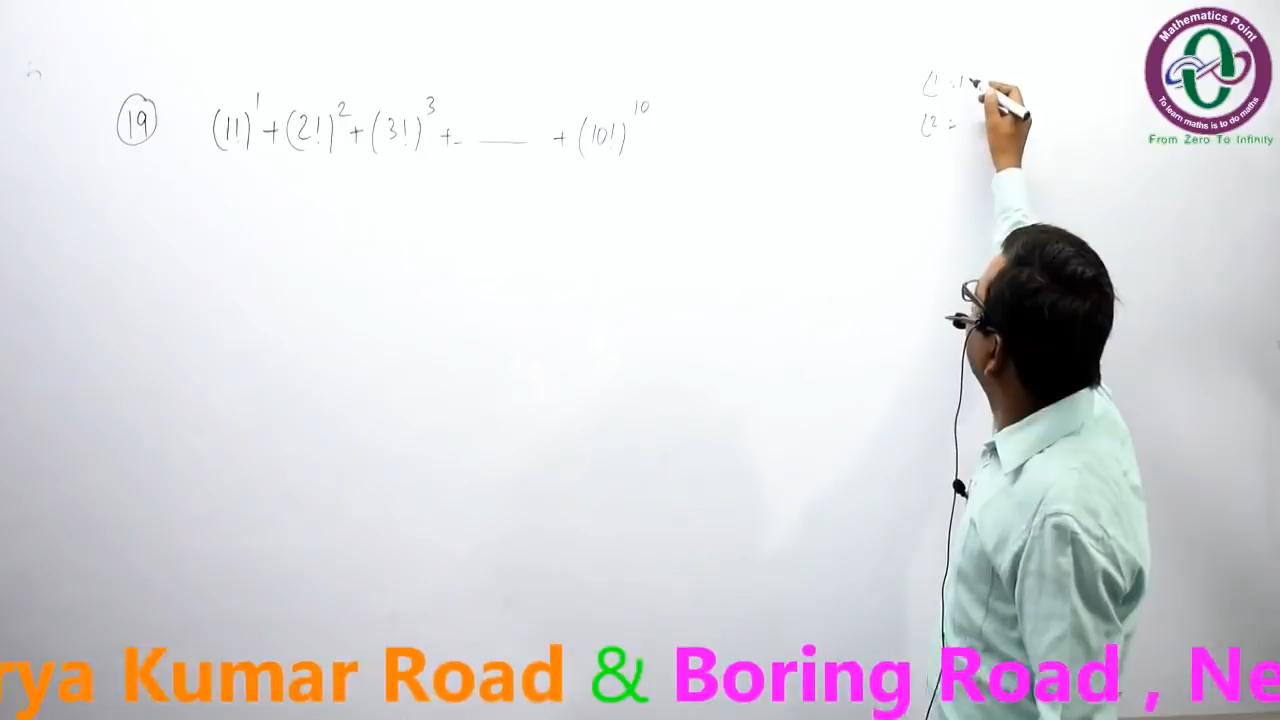 (19) (1!)^1 + (2!)^2 + (3!)^3 + - ___ + (10!)^10
Mathematics Point
To learn maths is to do maths
From Zero To Infinity
rya Kumar Road & Boring Road , Ne